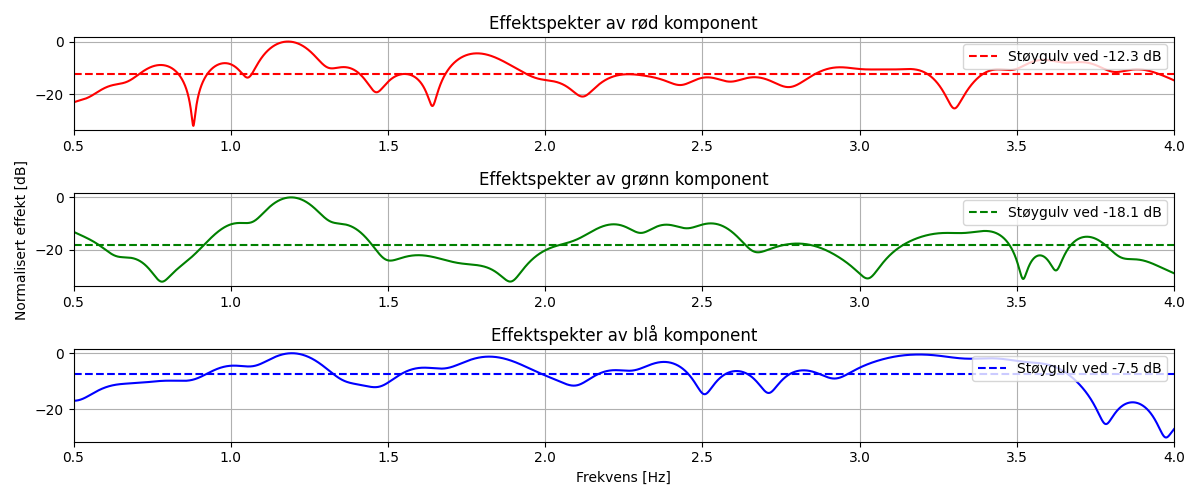 Effektspekter av rød komponent
0
−20
Støygulv ved -12.3 dB
0.5 1.0 1.5 2.0 2.5 3.0 3.5 4.0
Effektspekter av grønn komponent
Normalisert effekt [dB]
0
−20
Støygulv ved -18.1 dB
0.5 1.0 1.5 2.0 2.5 3.0 3.5 4.0
Effektspekter av blå komponent
0
−20
Støygulv ved -7.5 dB
0.5 1.0 1.5 2.0 2.5 3.0 3.5 4.0
Frekvens [Hz]